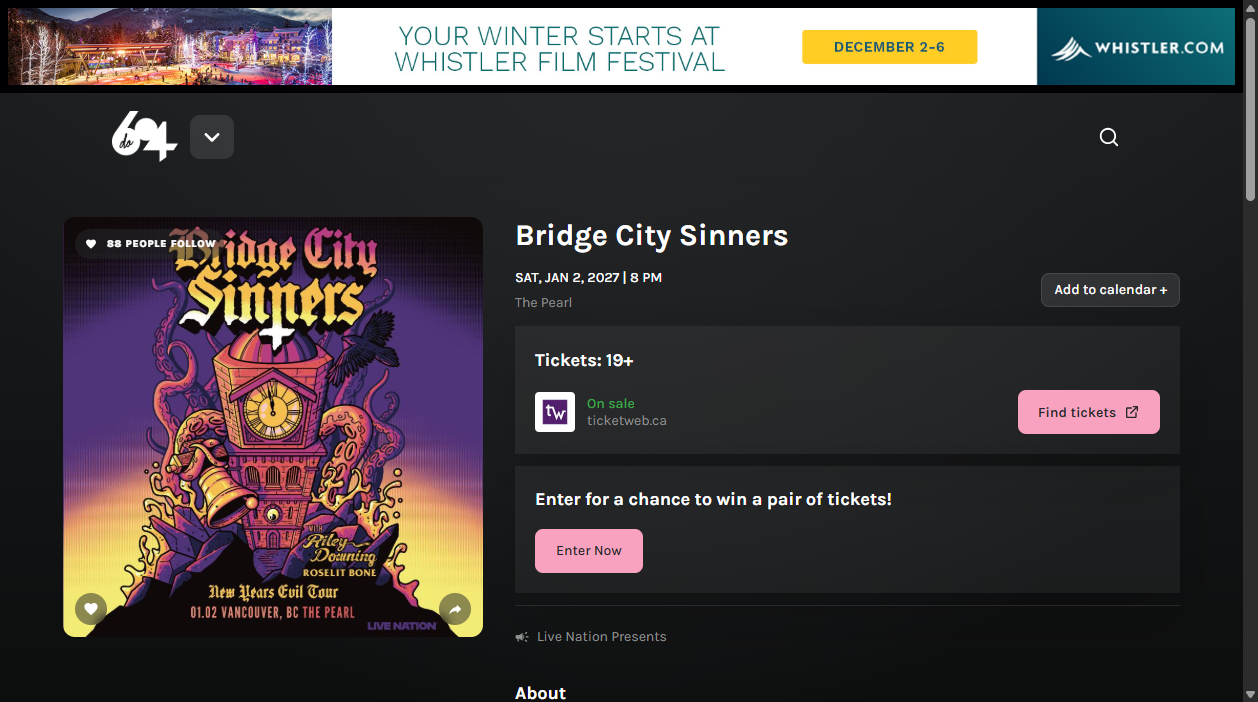 YOUR WINTER STARTS AT
WHISTLER FILM FESTIVAL
DECEMBER 2-6
WHISTLER.COM
do604
88 PEOPLE FOLLOW
Bridge City
Sinners
WITH
Riley
Downing
ROSELIT BONE
New Years Evil Tour
01.02 VANCOUVER, BC THE PEARL
LIVE NATION
Bridge City Sinners
SAT, JAN 2, 2027 | 8 PM
The Pearl
Add to calendar +
Tickets: 19+
tw
On sale
ticketweb.ca
Find tickets
Enter for a chance to win a pair of tickets!
Enter Now
Live Nation Presents
About